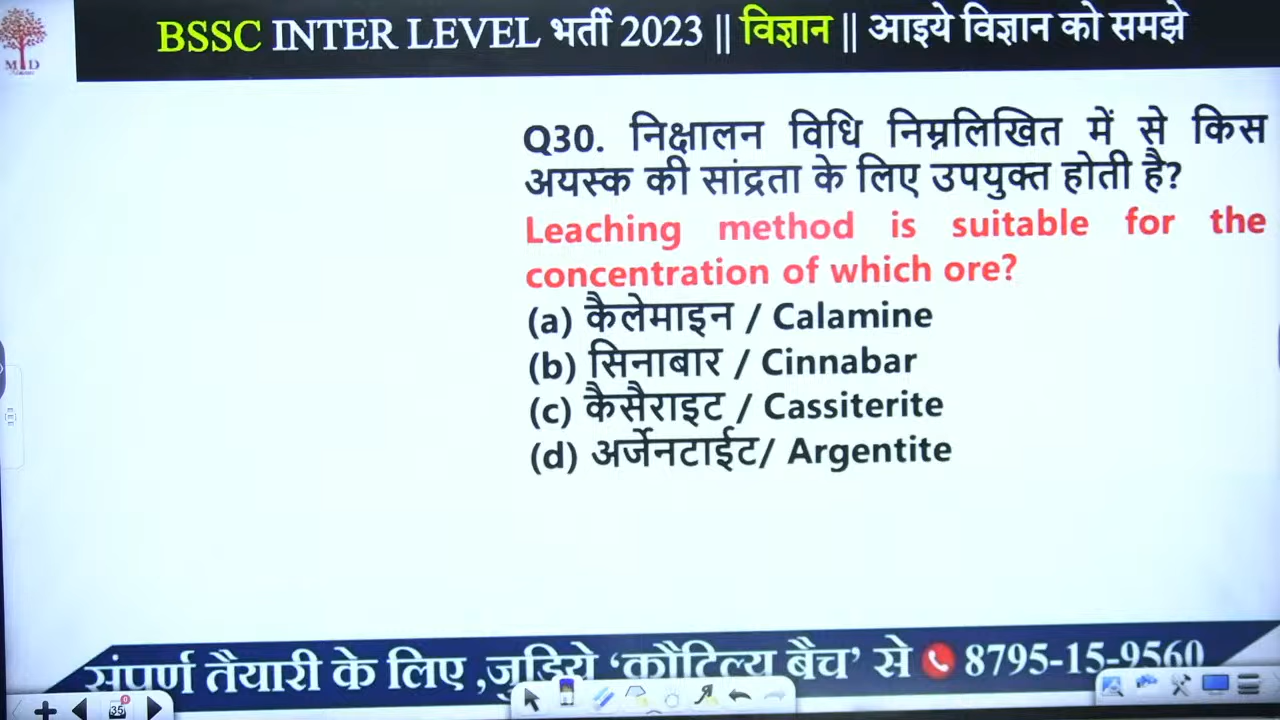 BSSC INTER LEVEL भर्ती 2023 || विज्ञान || आइये विज्ञान को समझे
M D
Q30. निक्षालन विधि निम्नलिखित में से किस
अयस्क की सांद्रता के लिए उपयुक्त होती है?
Leaching method is suitable for the
concentration of which ore?
(a) कैलेमाइन / Calamine
(b) सिनाबार / Cinnabar
(c) कैसैराइट / Cassiterite
(d) अर्जेनटाईट/ Argentite
संपूर्ण तैयारी के लिए ,जुडिये ‘कौटिल्य बैच’ से 8795-15-9560
35